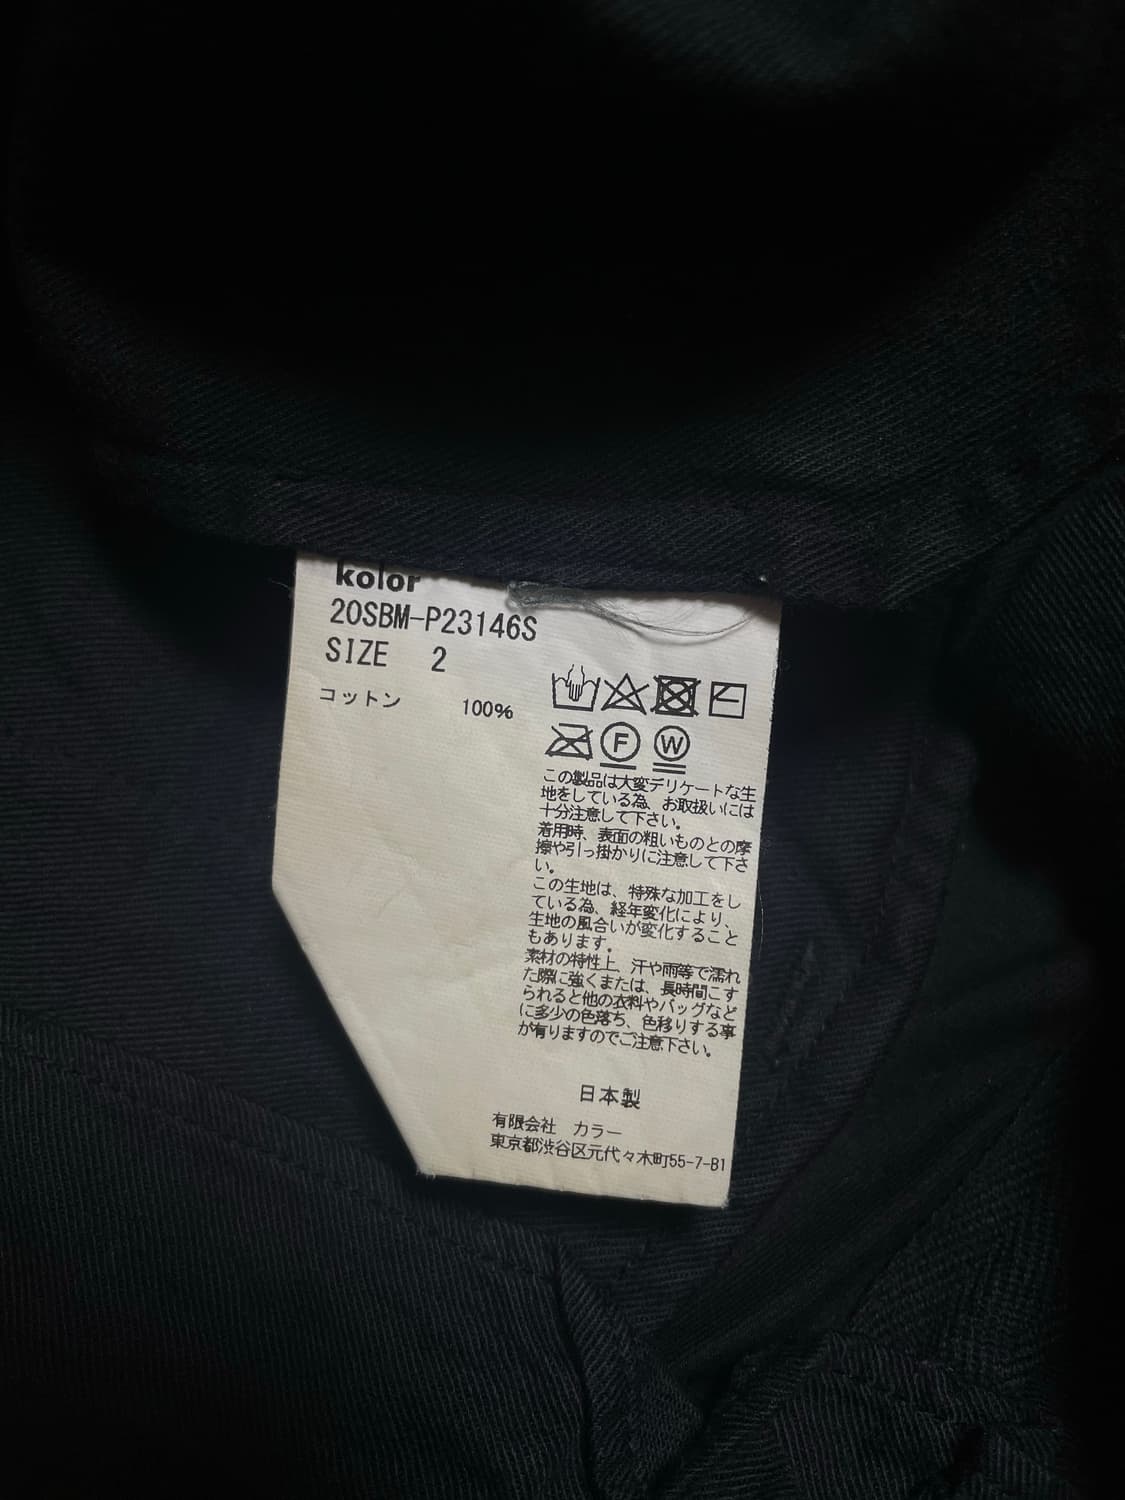 kolor
20SBM-P23146S
SIZE 2
コットン 100%
F W
この製品は大変デリケートな生
地をしている為、お取扱いには
十分注意して下さい。
着用時、表面の粗いものとの摩
擦や引っ掛かりに注意して下さ
い。
この生地は、特殊な加工をし
ている為、経年変化により、
生地の風合いが変化すること
もあります。
素材の特性上、汗や雨等で濡れ
た際に強くまたは、長時間こす
られると他の衣料やバッグなど
に多少の色落ち、色移りする事
が有りますのでご注意下さい。
日本製
有限会社 カラー
東京都渋谷区元代々木町55-7-B1